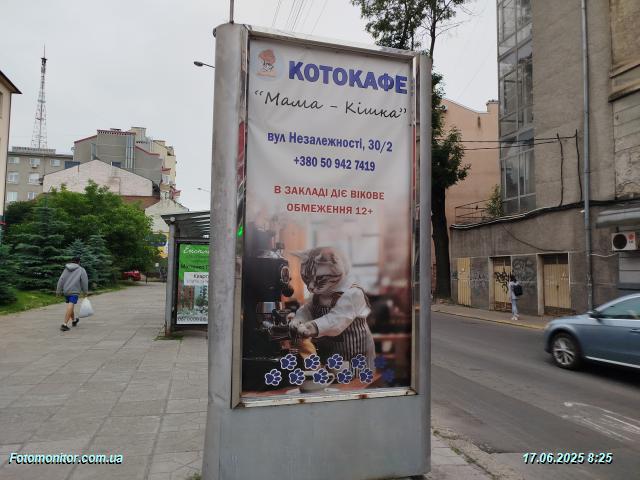 КОТОКАФЕ
“Мама - Кішка”
вул Незалежності, 30/2
+380 50 942 7419
В ЗАКЛАДІ ДІЄ ВІКОВЕ
ОБМЕЖЕННЯ 12+
Fotomonitor.com.ua
17.06.2025 8:25